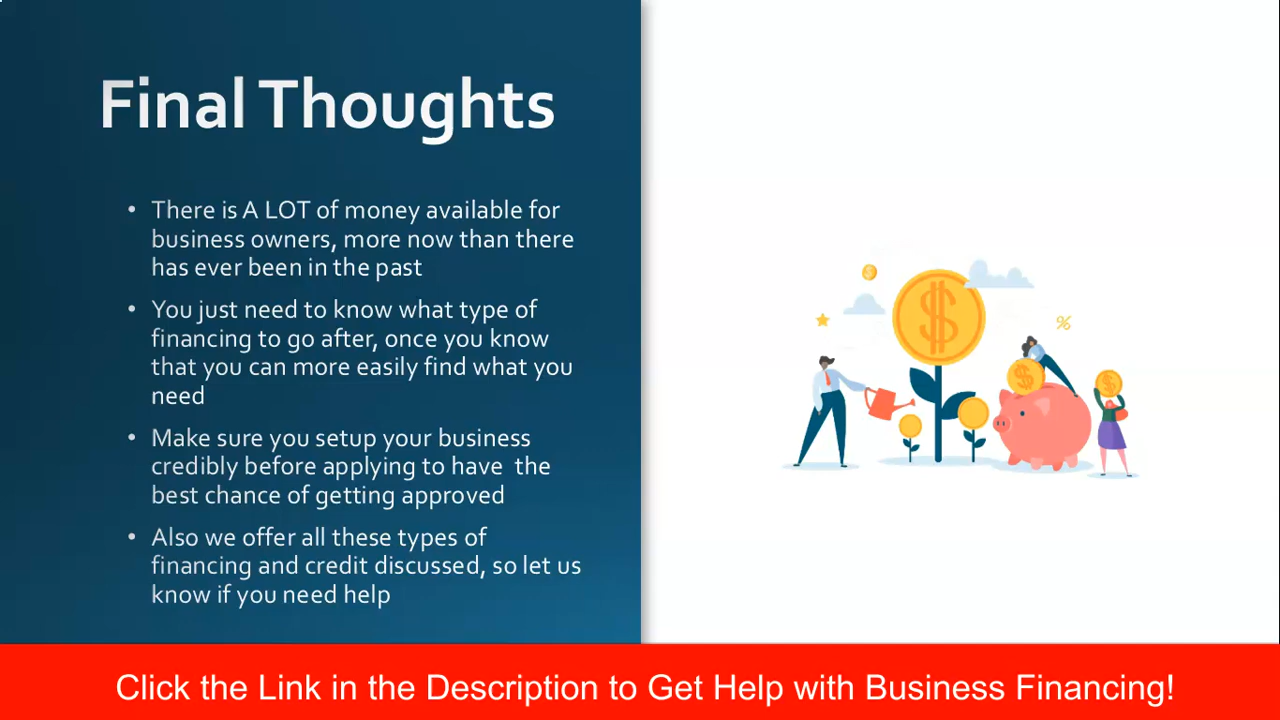 Final Thoughts
• There is A LOT of money available for
business owners, more now than there
has ever been in the past
• You just need to know what type of
financing to go after, once you know
that you can more easily find what you
need
• Make sure you setup your business
credibly before applying to have  the
best chance of getting approved
• Also we offer all these types of
financing and credit discussed, so let us
know if you need help
$
%
$
$
Click the Link in the Description to Get Help with Business Financing!